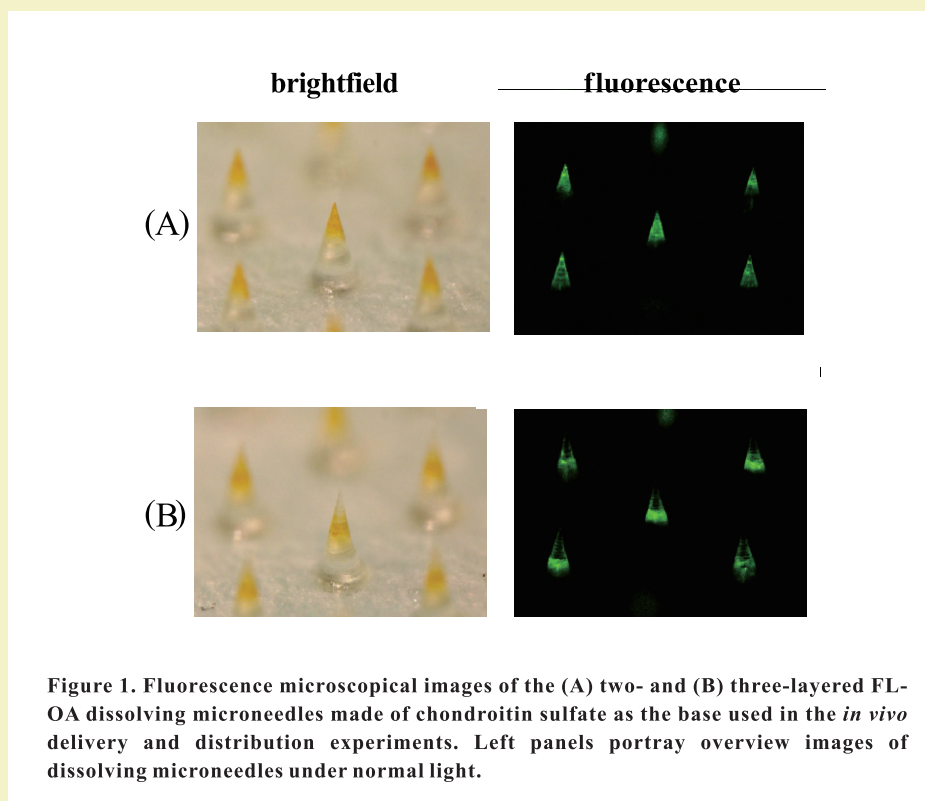 brightfield fluorescence
(A)
(B)
Figure 1. Fluorescence microscopical images of the (A) two- and (B) three-layered FL-
OA dissolving microneedles made of chondroitin sulfate as the base used in the in vivo
delivery and distribution experiments. Left panels portray overview images of
dissolving microneedles under normal light.